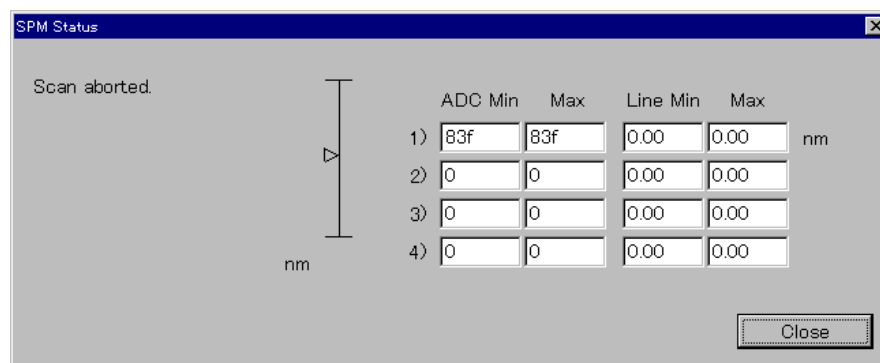 SPM Status
Scan aborted.
ADC Min Max Line Min Max
1) 83f 83f 0.00 0.00 nm
2) 0 0 0.00 0.00
3) 0 0 0.00 0.00
4) 0 0 0.00 0.00
nm
Close